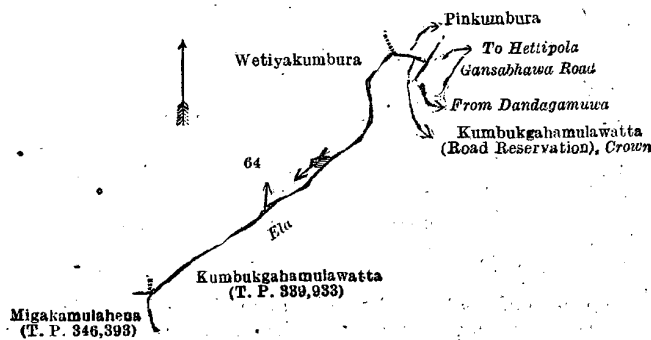 Pinkumbura
Wetiyakumbura
To Hettipola
Gansabhawa Road
From Dandagamuwa
Kumbukgahamulawatta
(Road Reservation), Crown
64
Ela
Kumbukgahamulawatta
(T. P. 339,933)
Migakamulahena
(T. P. 346,393)